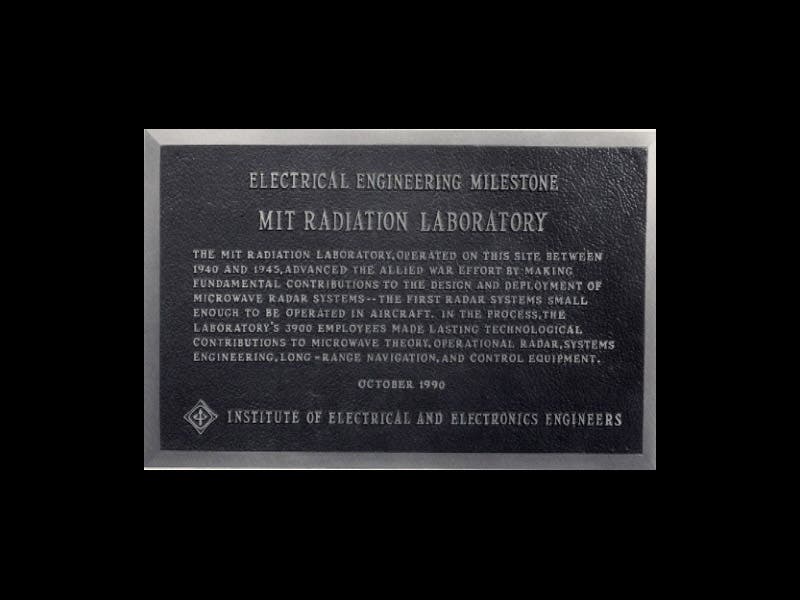 ELECTRICAL ENGINEERING MILESTONE
MIT RADIATION LABORATORY
THE MIT RADIATION LABORATORY, OPERATED ON THIS SITE BETWEEN
1940 AND 1945, ADVANCED THE ALLIED WAR EFFORT BY MAKING
FUNDAMENTAL CONTRIBUTIONS TO THE DESIGN AND DEPLOYMENT OF
MICROWAVE RADAR SYSTEMS--THE FIRST RADAR SYSTEMS SMALL
ENOUGH TO BE OPERATED IN AIRCRAFT. IN THE PROCESS, THE
LABORATORY'S 3900 EMPLOYEES MADE LASTING TECHNOLOGICAL
CONTRIBUTIONS TO MICROWAVE THEORY, OPERATIONAL RADAR, SYSTEMS
ENGINEERING, LONG-RANGE NAVIGATION, AND CONTROL EQUIPMENT.
OCTOBER 1990
INSTITUTE OF ELECTRICAL AND ELECTRONICS ENGINEERS